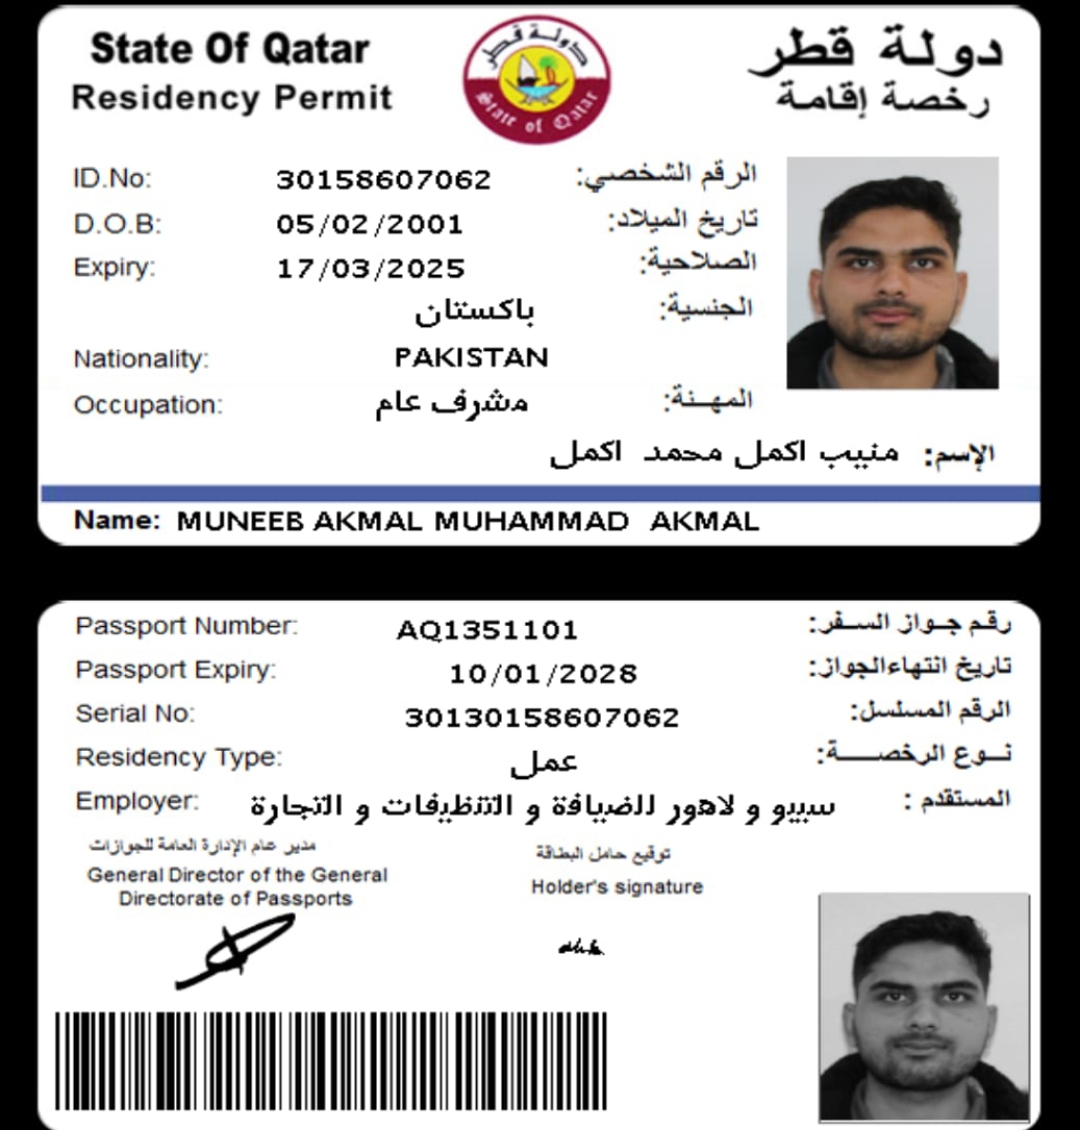 State Of Qatar
دولة قطر
Residency Permit
رخصة إقامة
دولة قطر
State of Qatar
ID.No: 30158607062 الرقم الشخصي:
D.O.B: 05/02/2001 تاريخ الميلاد:
Expiry: 17/03/2025 الصلاحية:
باكستان الجنسية:
Nationality: PAKISTAN
Occupation: مشرف عام المهنة:
الإسم: منيب اكمل محمد اكمل
Name: MUNEEB AKMAL MUHAMMAD AKMAL
Passport Number: AQ1351101 رقم جواز السفر:
Passport Expiry: 10/01/2028 تاريخ انتهاءالجواز:
Serial No: 30130158607062 الرقم المسلسل:
Residency Type: عمل نوع الرخصة:
Employer: سبيو و لاهور للضيافة و التنظيفات و التجارة المستقدم :
مدير عام الإدارة العامة للجوازات
توقيع حامل البطاقة
General Director of the General
Directorate of Passports
Holder's signature